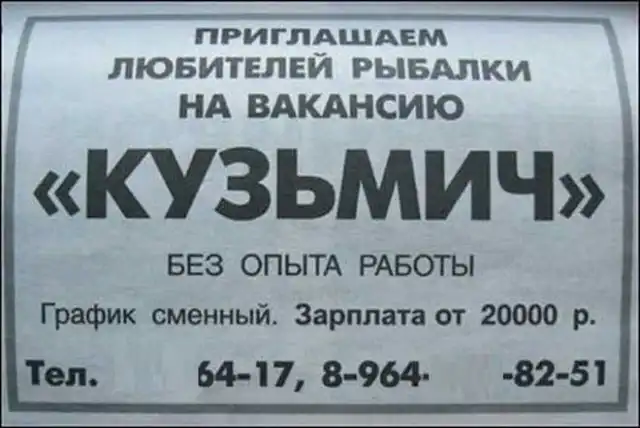 ПРИГЛАШАЕМ
ЛЮБИТЕЛЕЙ РЫБАЛКИ
НА ВАКАНСИЮ
«КУЗЬМИЧ»
БЕЗ ОПЫТА РАБОТЫ
График сменный. Зарплата от 20000 р.
Тел. 64-17, 8-964- -82-51